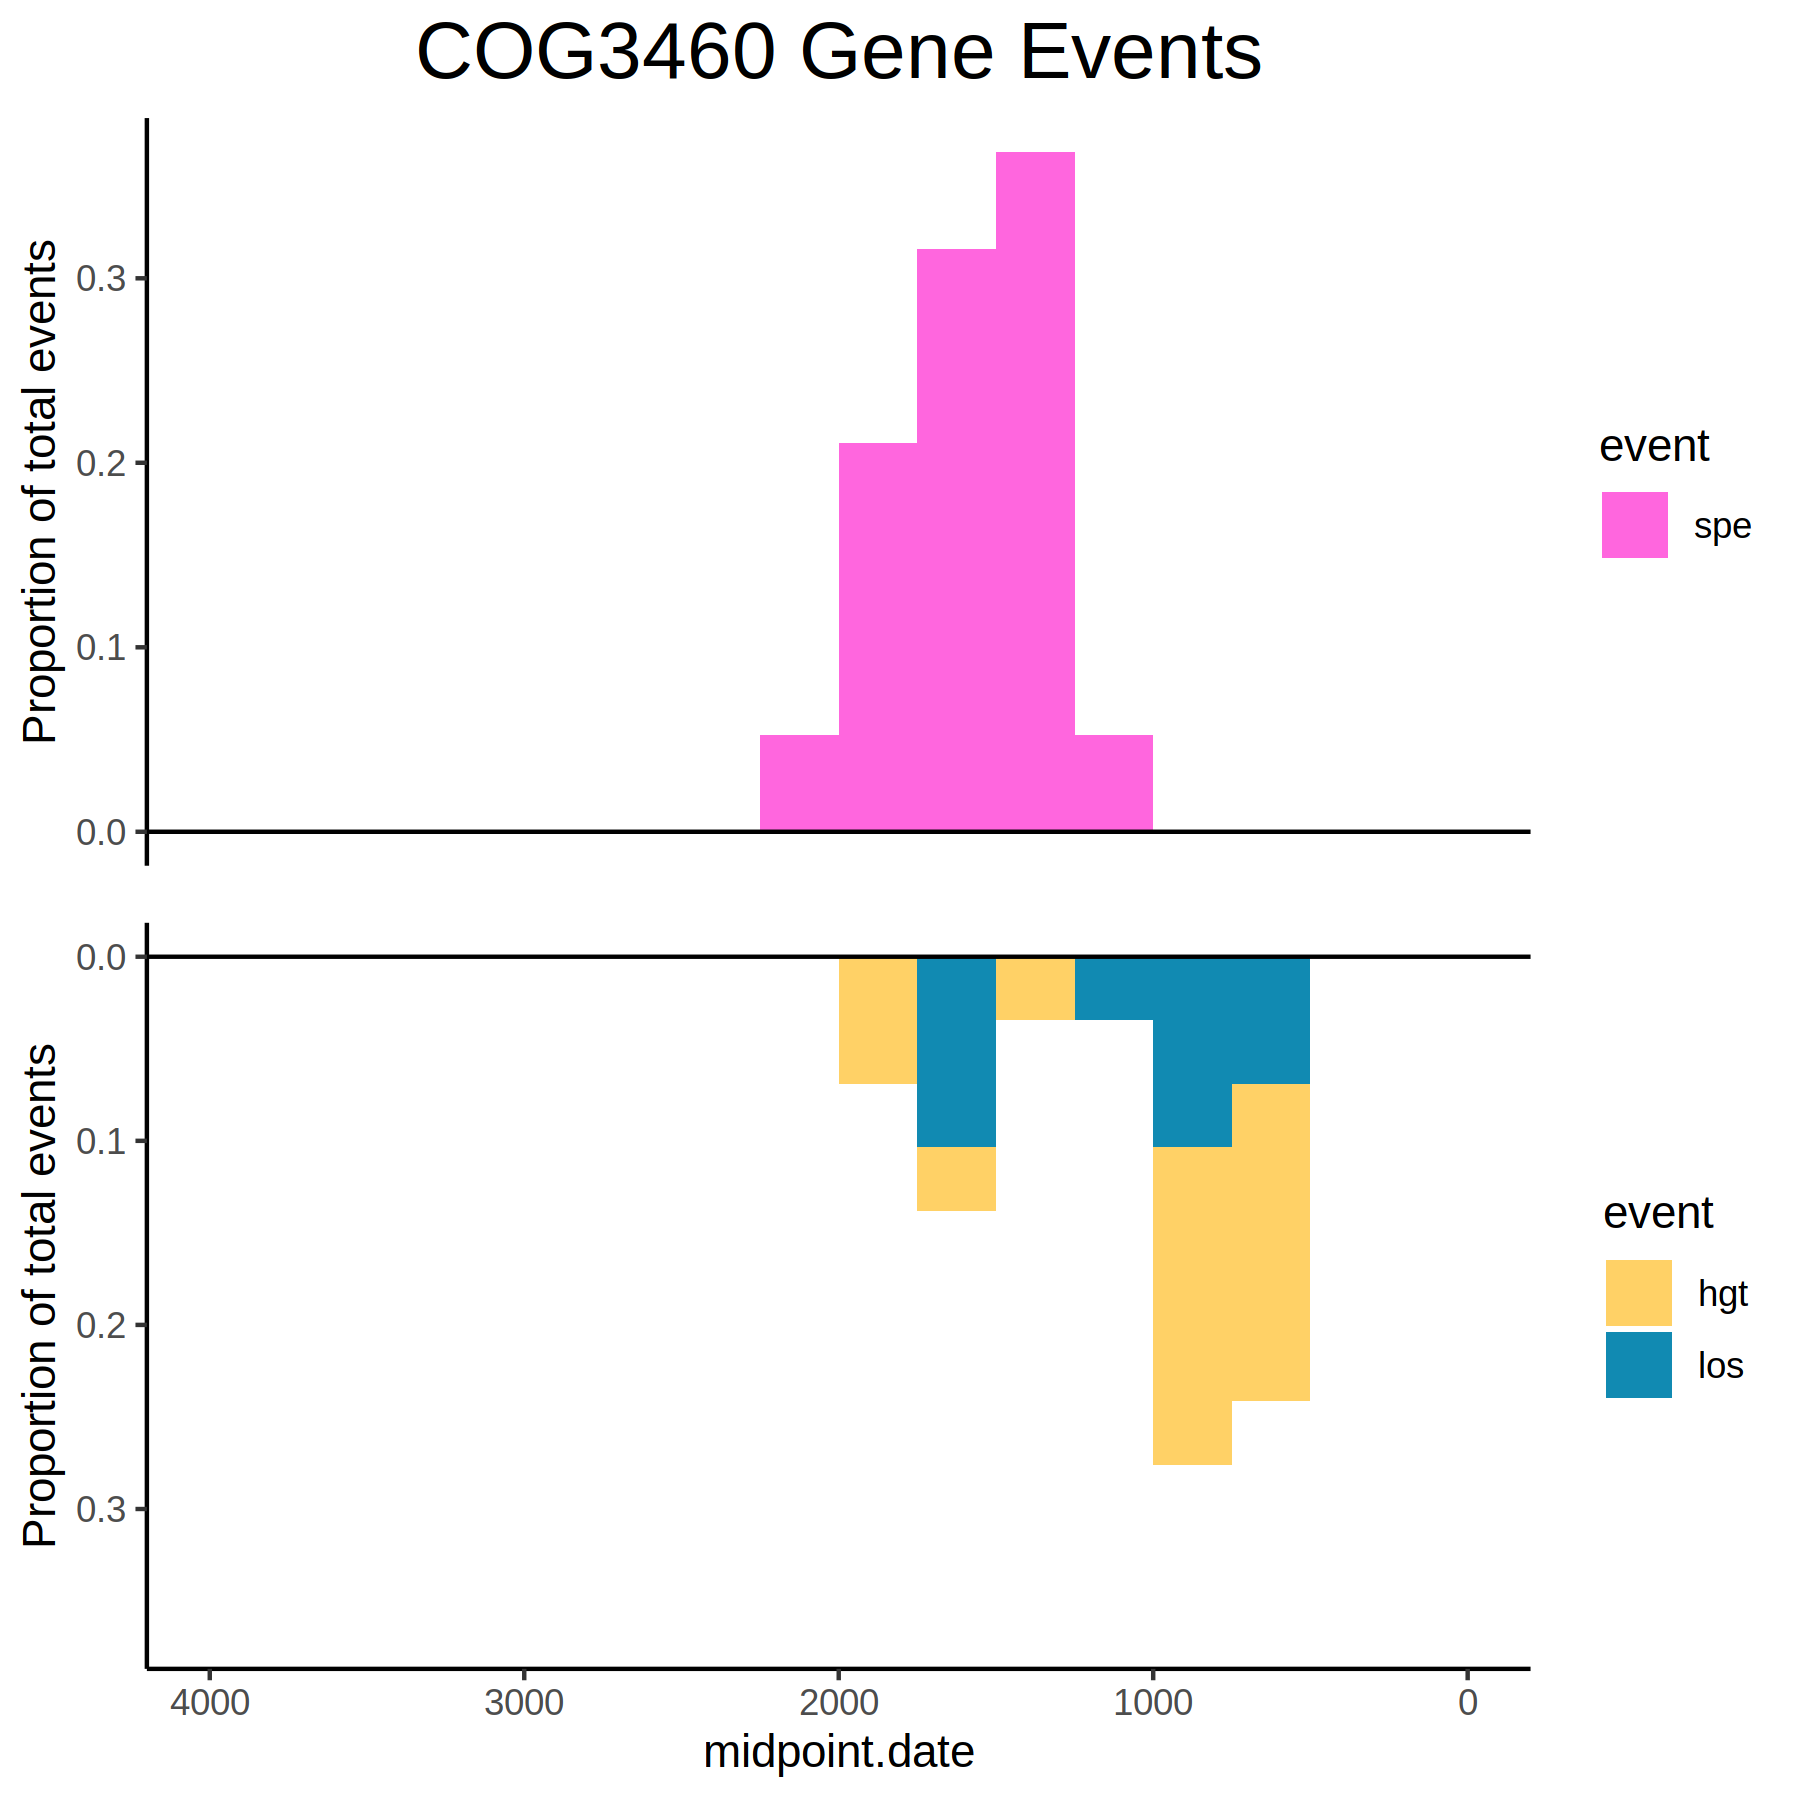 COG3460 Gene Events
Proportion of total events
0.3
0.2
0.1
0.0
event
spe
Proportion of total events
0.0
0.1
0.2
0.3
event
hgt
los
4000 3000 2000 1000 0
midpoint.date